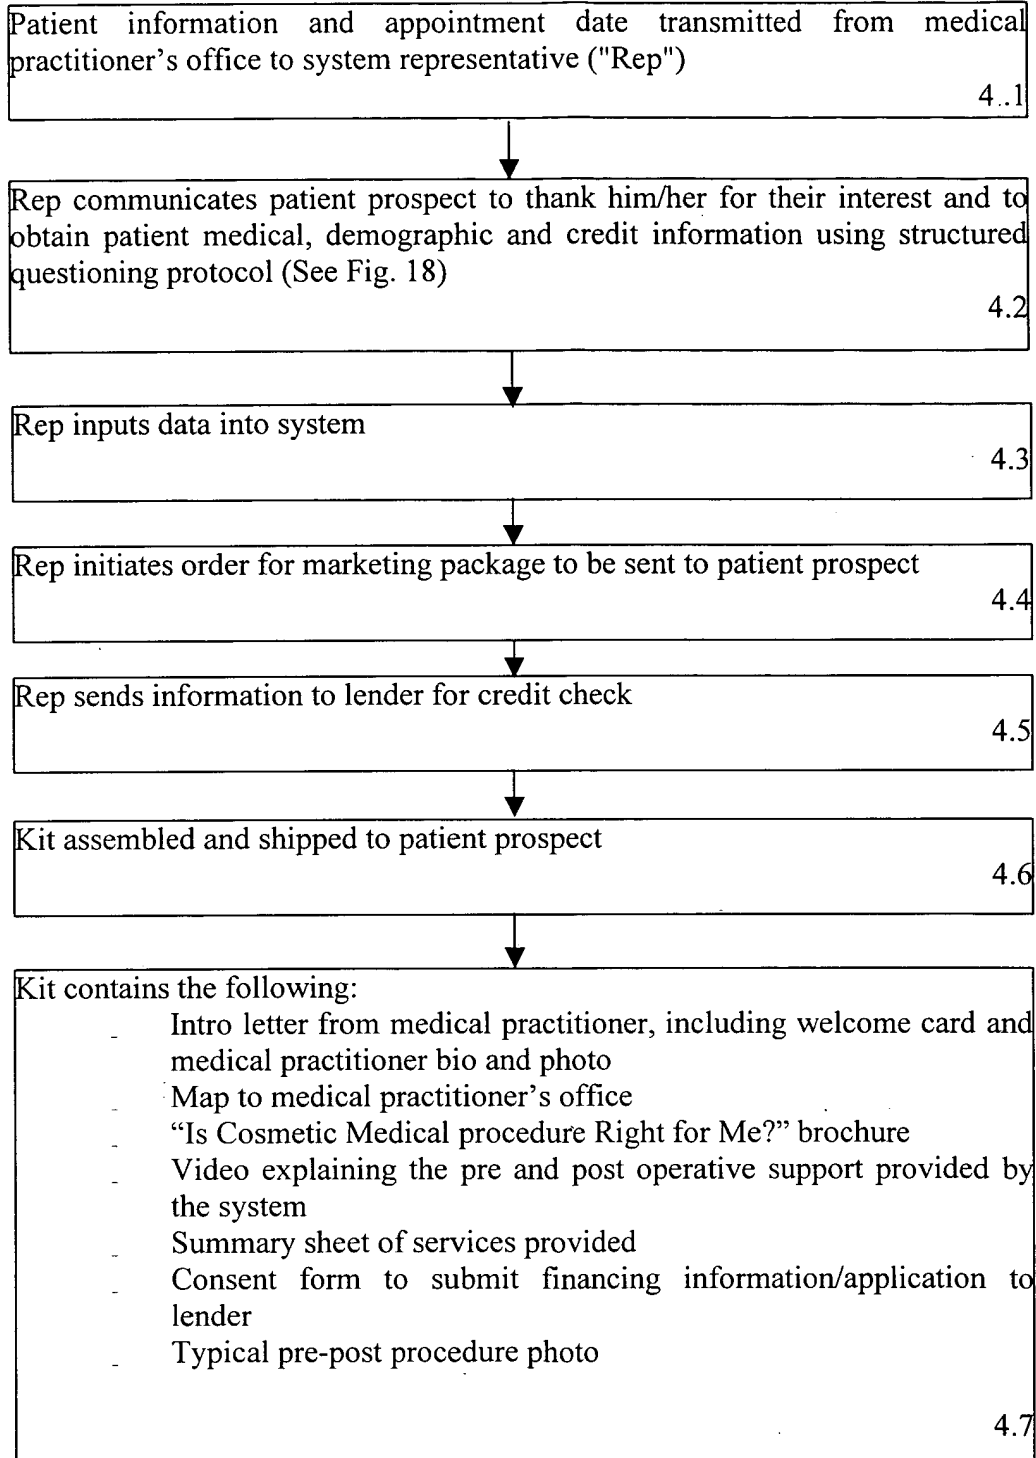 Patient information and appointment date transmitted from medical
practitioner's office to system representative ("Rep")
4..1
Rep communicates patient prospect to thank him/her for their interest and to
obtain patient medical, demographic and credit information using structured
questioning protocol (See Fig. 18)
4.2
Rep inputs data into system
4.3
Rep initiates order for marketing package to be sent to patient prospect
4.4
Rep sends information to lender for credit check
4.5
Kit assembled and shipped to patient prospect
4.6
Kit contains the following:
- Intro letter from medical practitioner, including welcome card and
medical practitioner bio and photo
- Map to medical practitioner's office
- “Is Cosmetic Medical procedure Right for Me?” brochure
- Video explaining the pre and post operative support provided by
the system
- Summary sheet of services provided
- Consent form to submit financing information/application to
lender
- Typical pre-post procedure photo
4.7